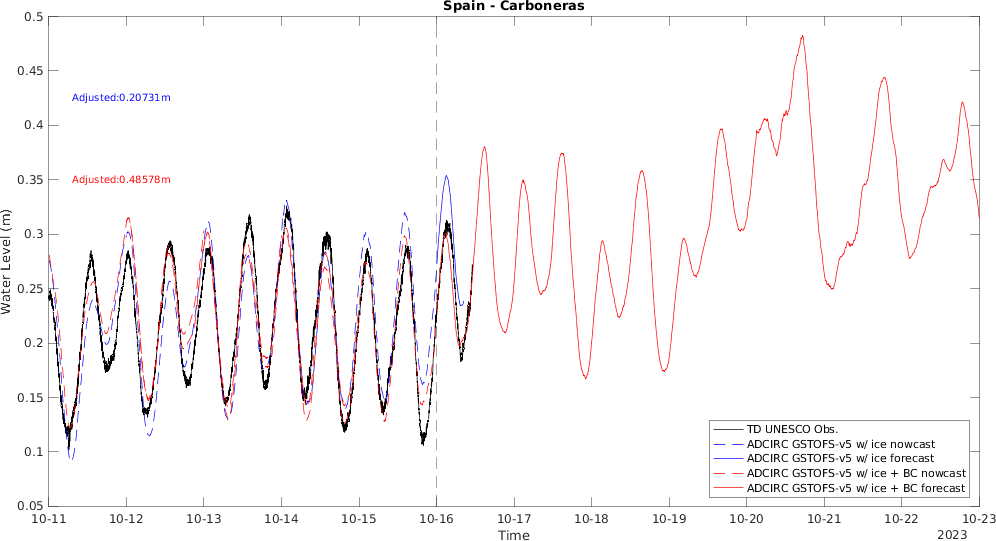 Spain - Carboneras
0.5
0.45
0.4
0.35
0.3
0.25
0.2
0.15
0.1
0.05
Water Level (m)
Adjusted:0.20731m
Adjusted:0.48578m
TD UNESCO Obs.
ADCIRC GSTOFS-v5 w/ ice nowcast
ADCIRC GSTOFS-v5 w/ ice forecast
ADCIRC GSTOFS-v5 w/ ice + BC nowcast
ADCIRC GSTOFS-v5 w/ ice + BC forecast
10-11 10-12 10-13 10-14 10-15 10-16 10-17 10-18 10-19 10-20 10-21 10-22 10-23
Time
2023